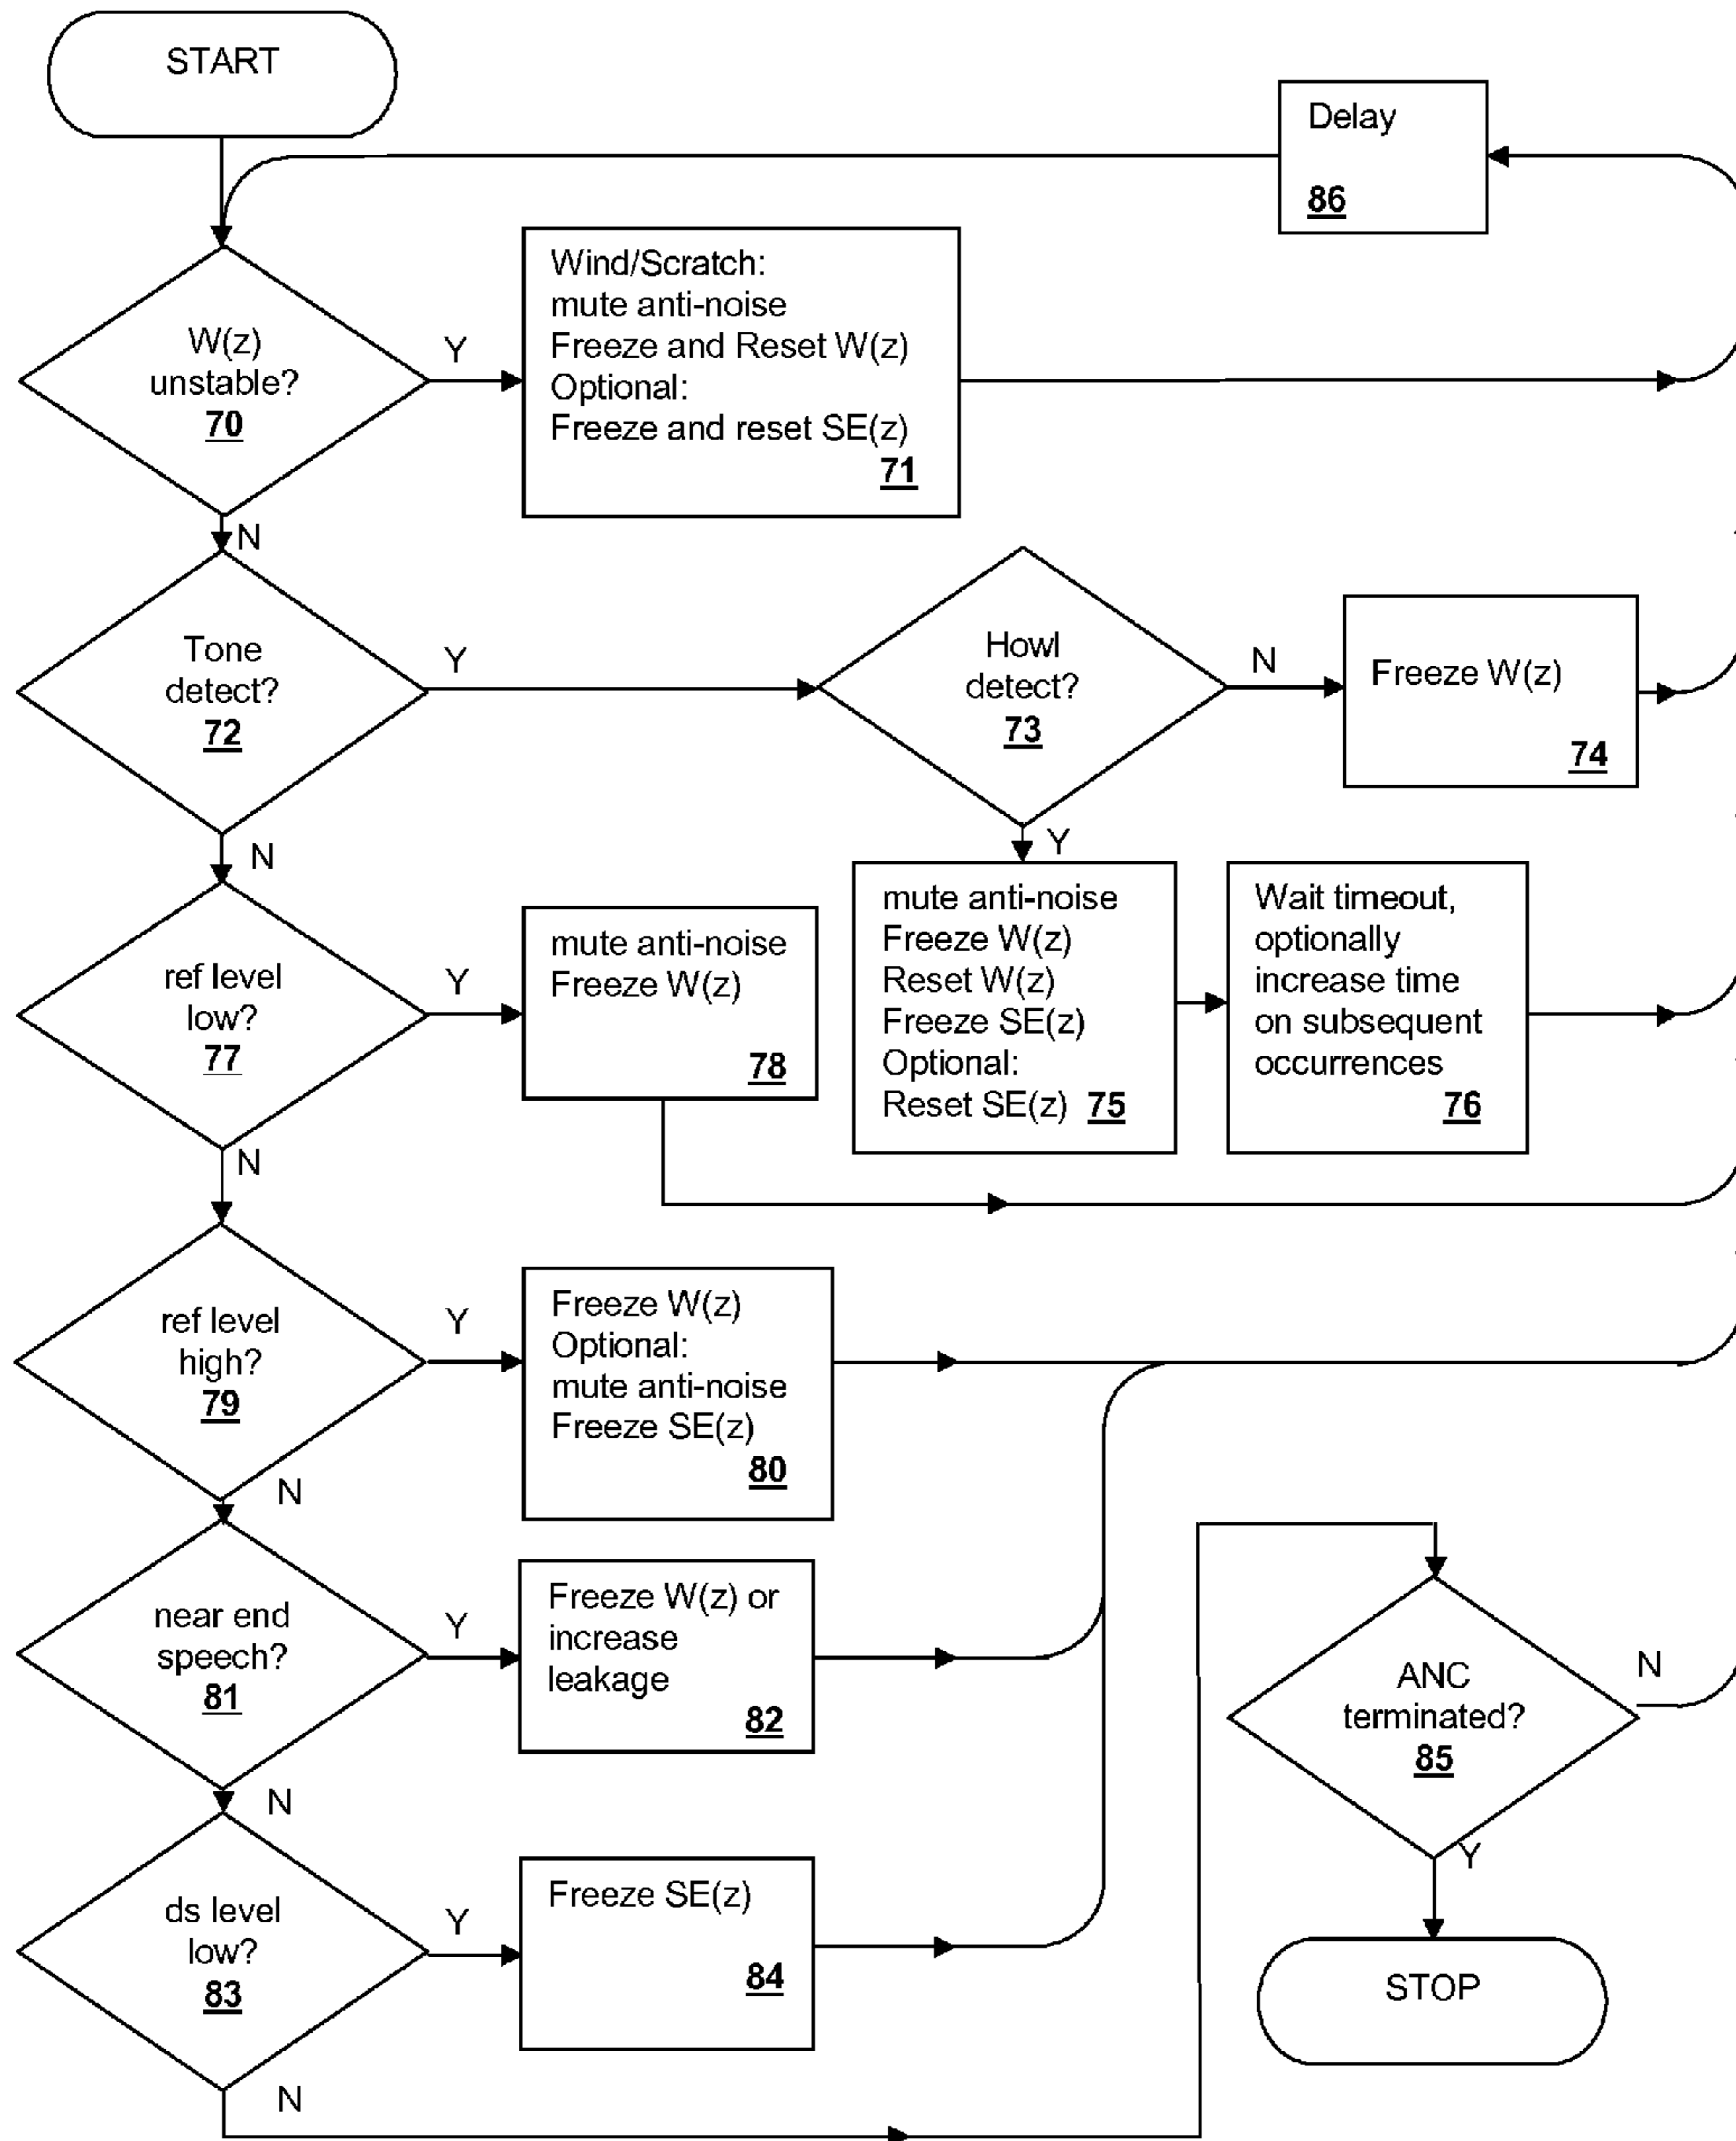 START
Delay
86
W(z)
unstable?
70
Y
Wind/Scratch:
mute anti-noise
Freeze and Reset W(z)
Optional:
Freeze and reset SE(z)
71
N
Tone
detect?
72
Y
Howl
detect?
73
N
Freeze W(z)
74
N
Y
ref level
low?
77
Y
mute anti-noise
Freeze W(z)
78
mute anti-noise
Freeze W(z)
Reset W(z)
Freeze SE(z)
Optional:
Reset SE(z) 75
Wait timeout,
optionally
increase time
on subsequent
occurrences
76
N
ref level
high?
79
Y
Freeze W(z)
Optional:
mute anti-noise
Freeze SE(z)
80
N
near end
speech?
81
Y
Freeze W(z) or
increase
leakage
82
ANC
terminated?
85
N
Y
N
ds level
low?
83
Y
Freeze SE(z)
84
STOP
N